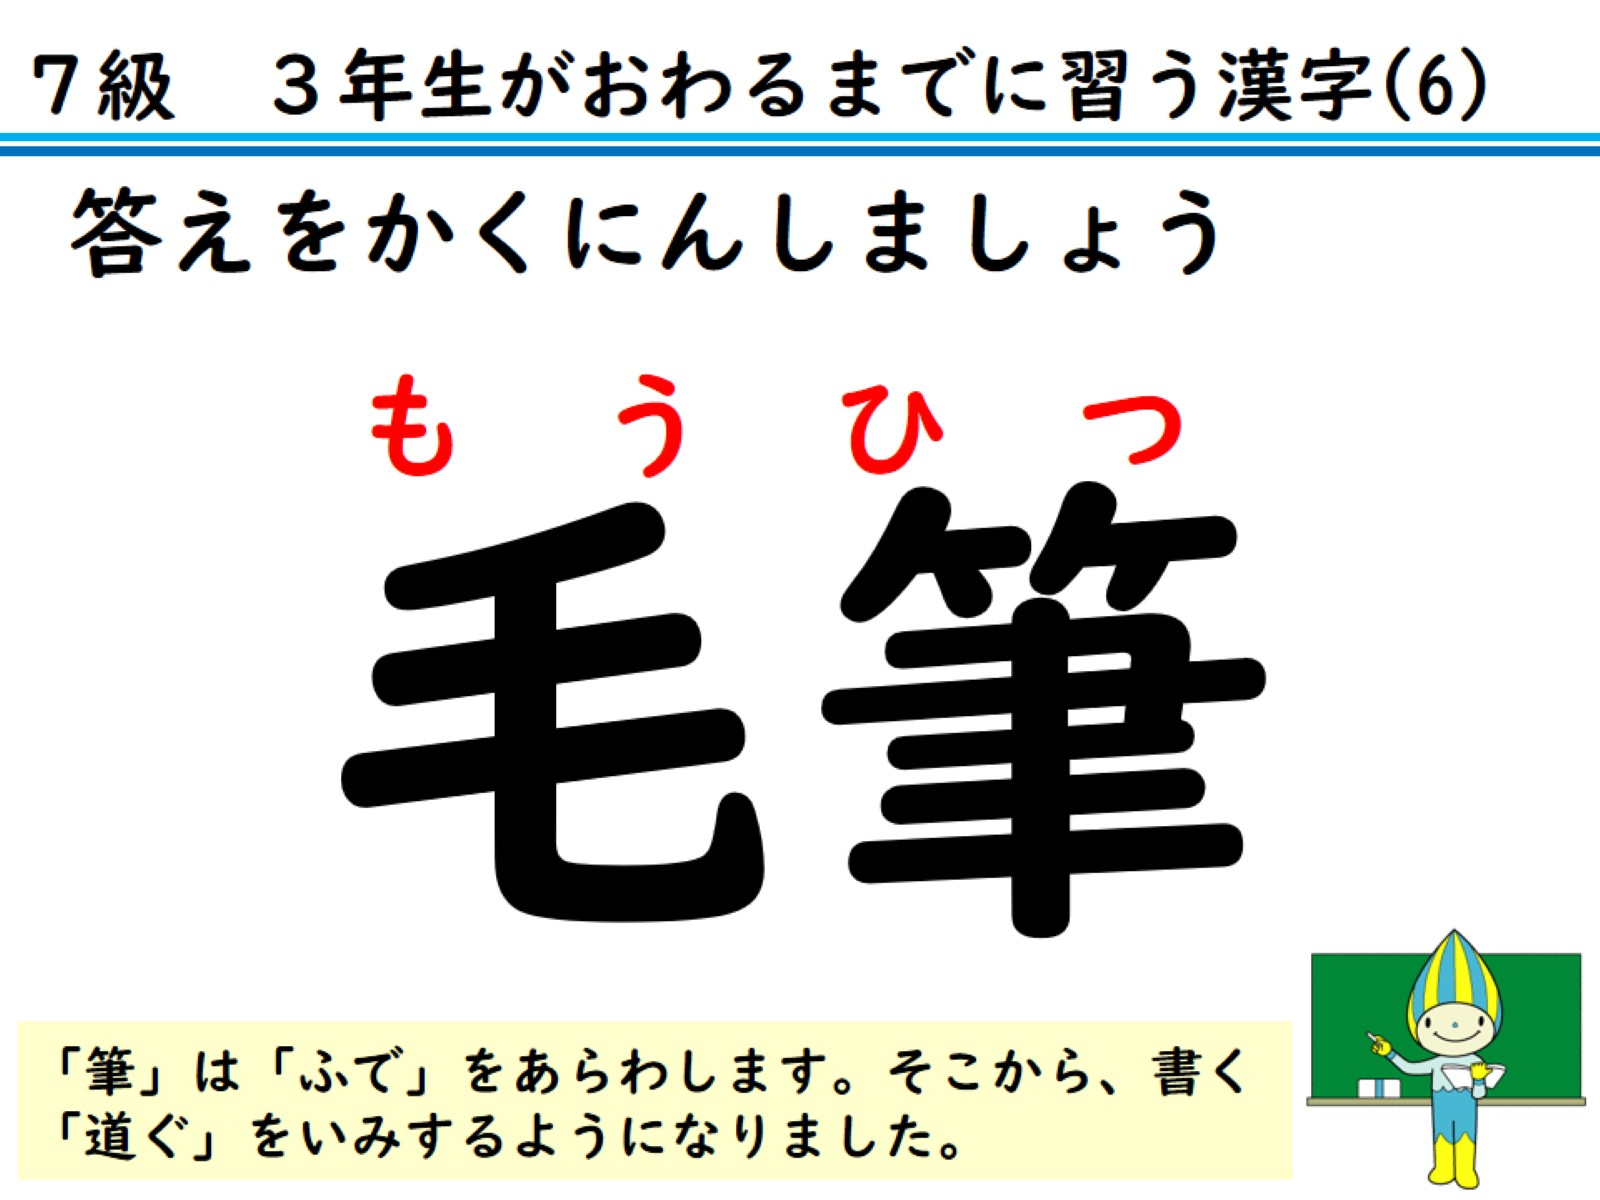 ７級　３年生がおわるまでに習う漢字(6)
答えをかくにんしましょう
もうひつ
毛筆
「筆」は「ふで」をあらわします。そこから、書く
「道ぐ」をいみするようになりました。